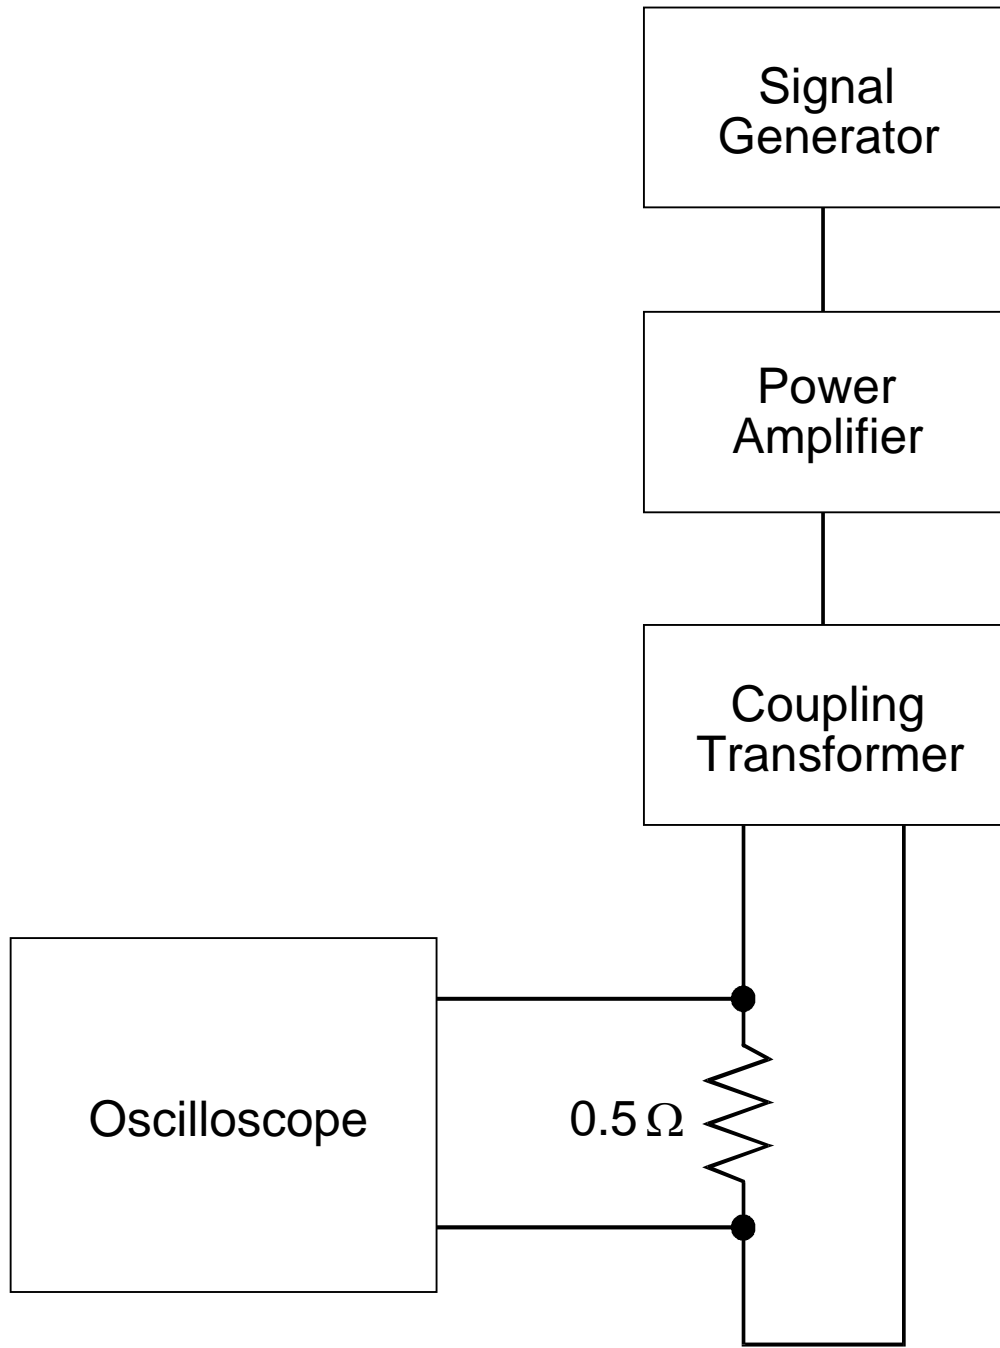 Signal
Generator
Power
Amplifier
Coupling
Transformer
Oscilloscope
0.5 Ω